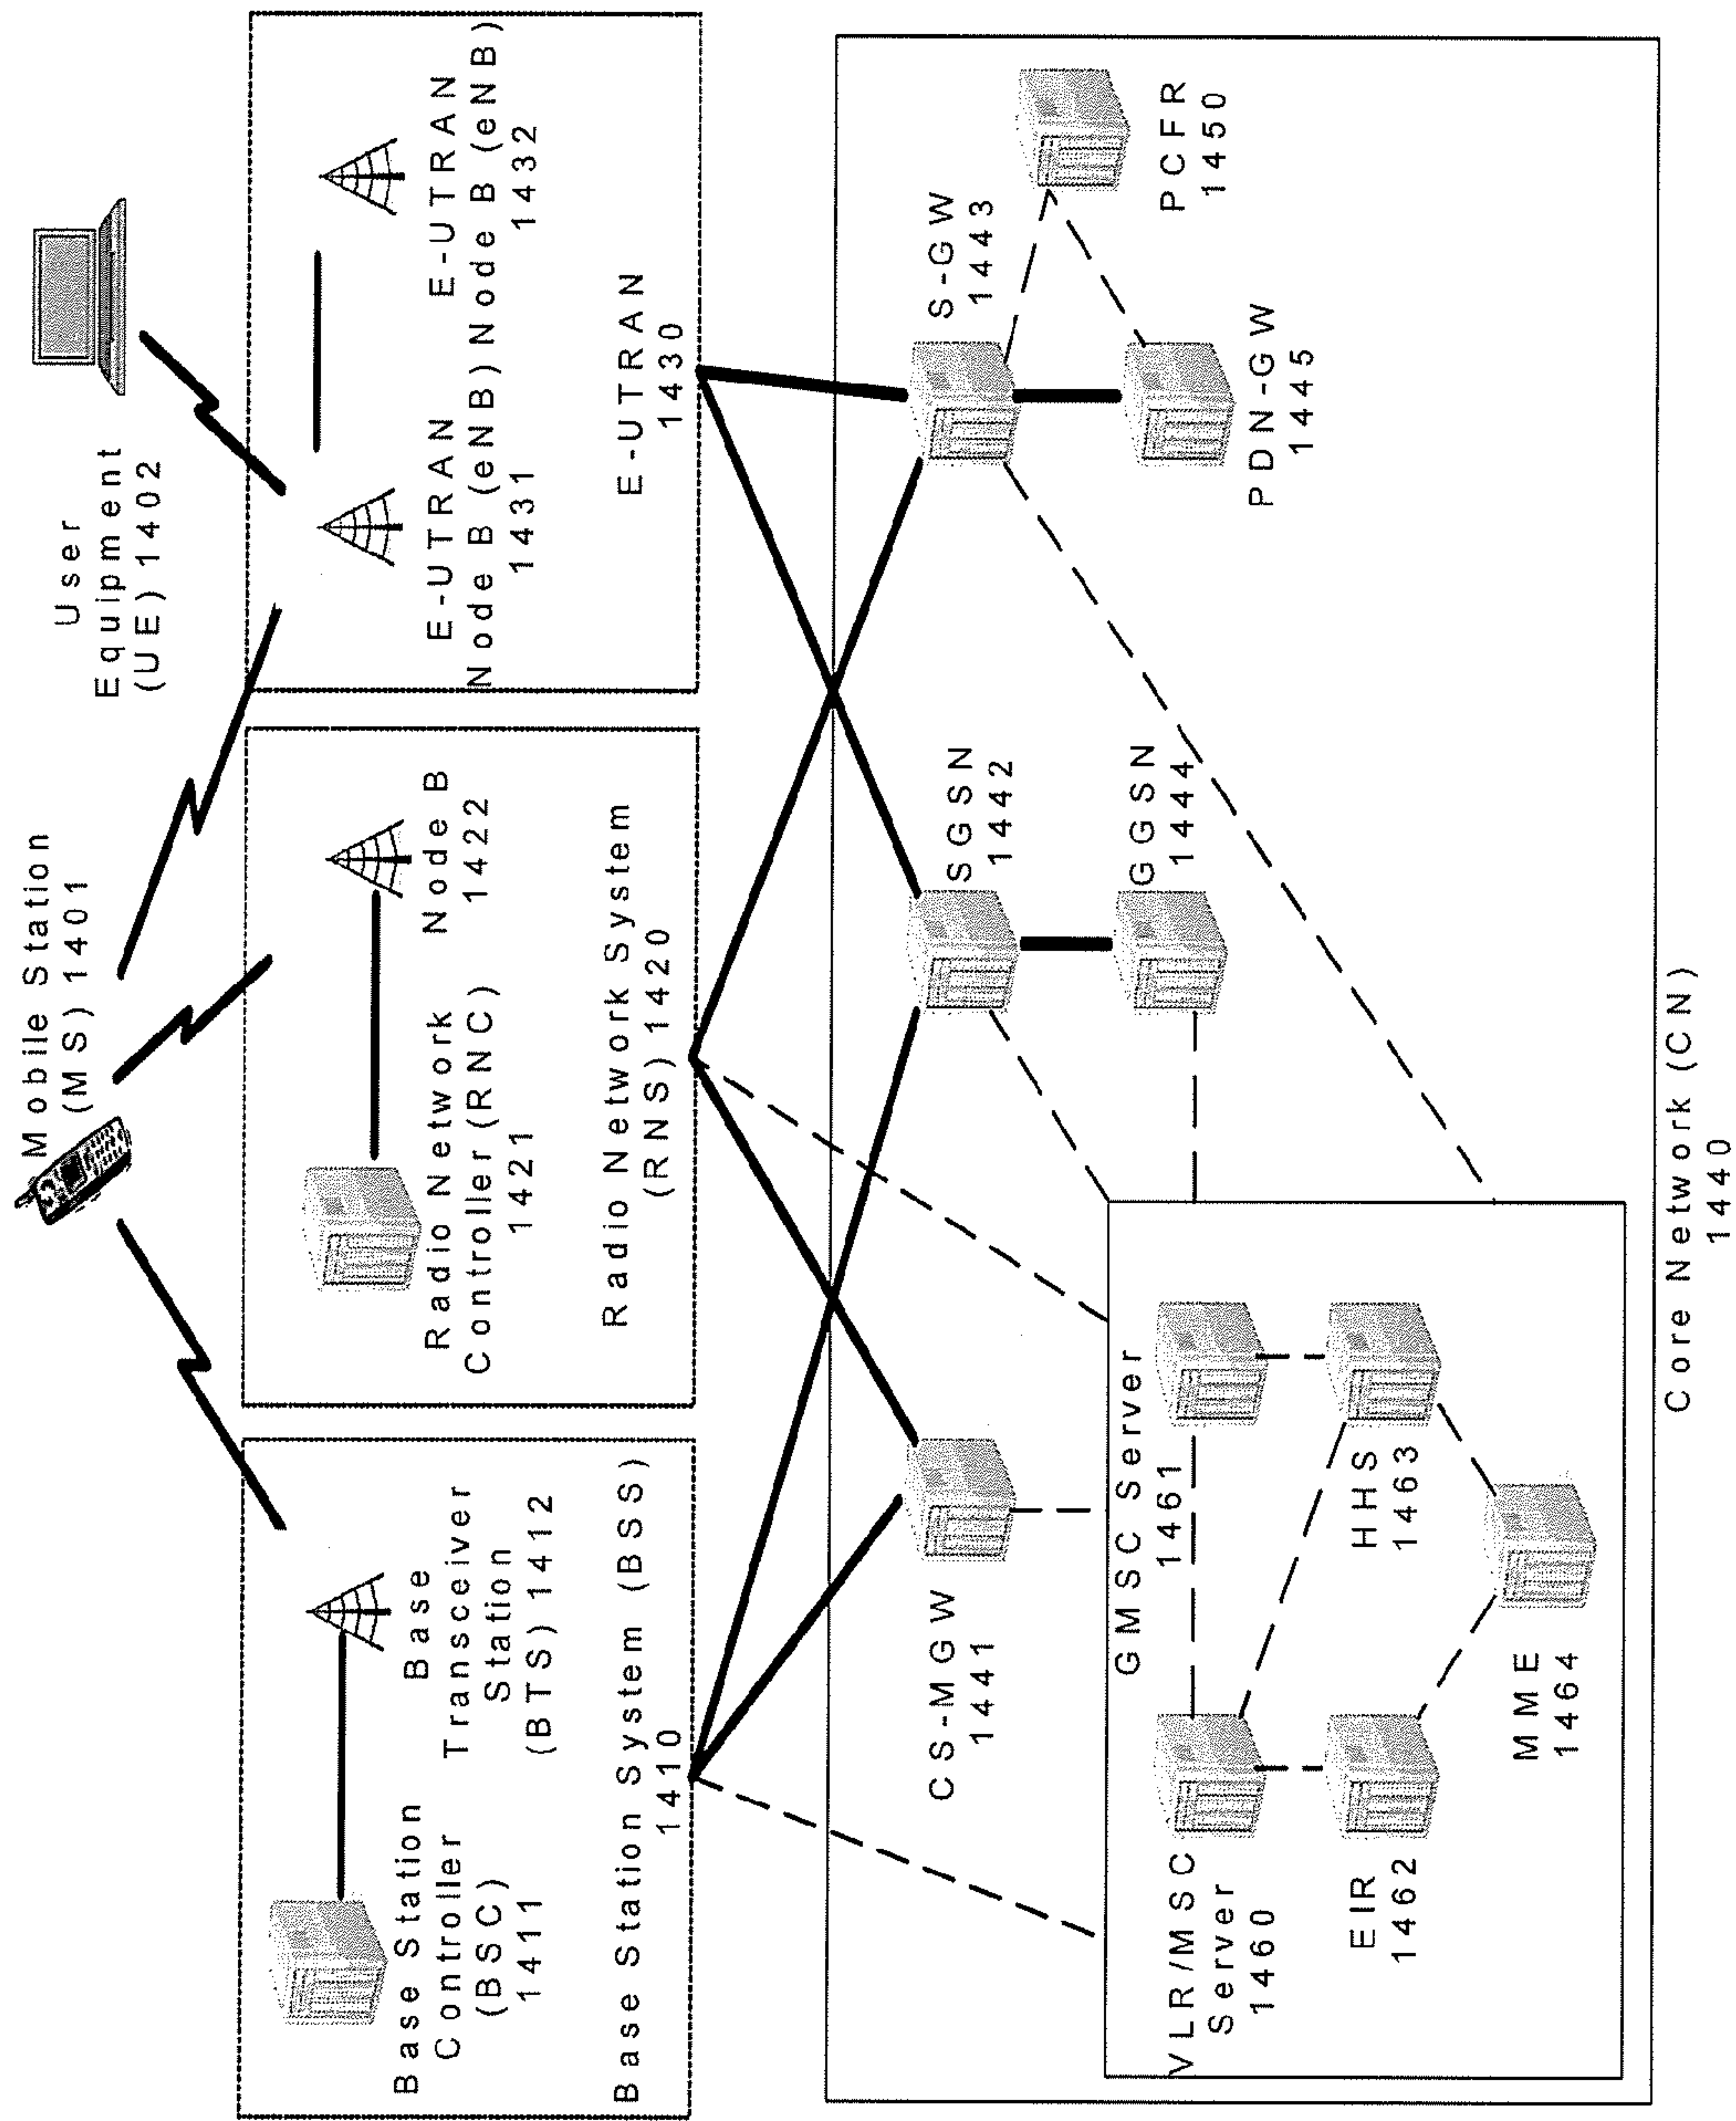 Mobile Station
(MS) 1401
User
Equipment
(UE) 1402
Base Station
Controller
(BSC)
1411
Base
Transceiver
Station
(BTS) 1412
Base Station System (BSS)
1410
Radio Network
Controller (RNC)
1421
Node B
1422
Radio Network System
(RNS) 1420
E-UTRAN
Node B (eNB)
1431
E-UTRAN
Node B (eNB)
1432
E-UTRAN
1430
CS-MGW
1441
SGSN
1442
S-GW
1443
GGSN
1444
PDN-GW
1445
PCFR
1450
GMSC Server
1461
VLR/MSC
Server
1460
HHS
1463
EIR
1462
MME
1464
Core Network (CN)
1440